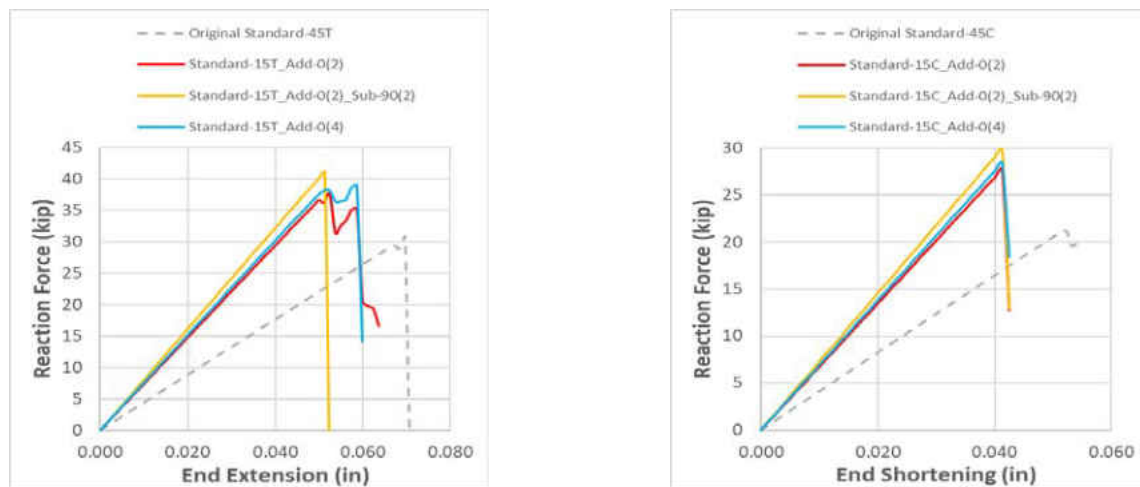 Original Standard-45T
Standard-15T_Add-0(2)
Standard-15T_Add-0(2)_Sub-90(2)
Standard-15T_Add-0(4)
45
40
35
30
25
20
15
10
5
0
Reaction Force (kip)
0.000 0.020 0.040 0.060 0.080
End Extension (in)
Original Standard-45C
Standard-15C_Add-0(2)
Standard-15C_Add-0(2)_Sub-90(2)
Standard-15C_Add-0(4)
30
25
20
15
10
5
0
Reaction Force (kip)
0.000 0.020 0.040 0.060
End Shortening (in)